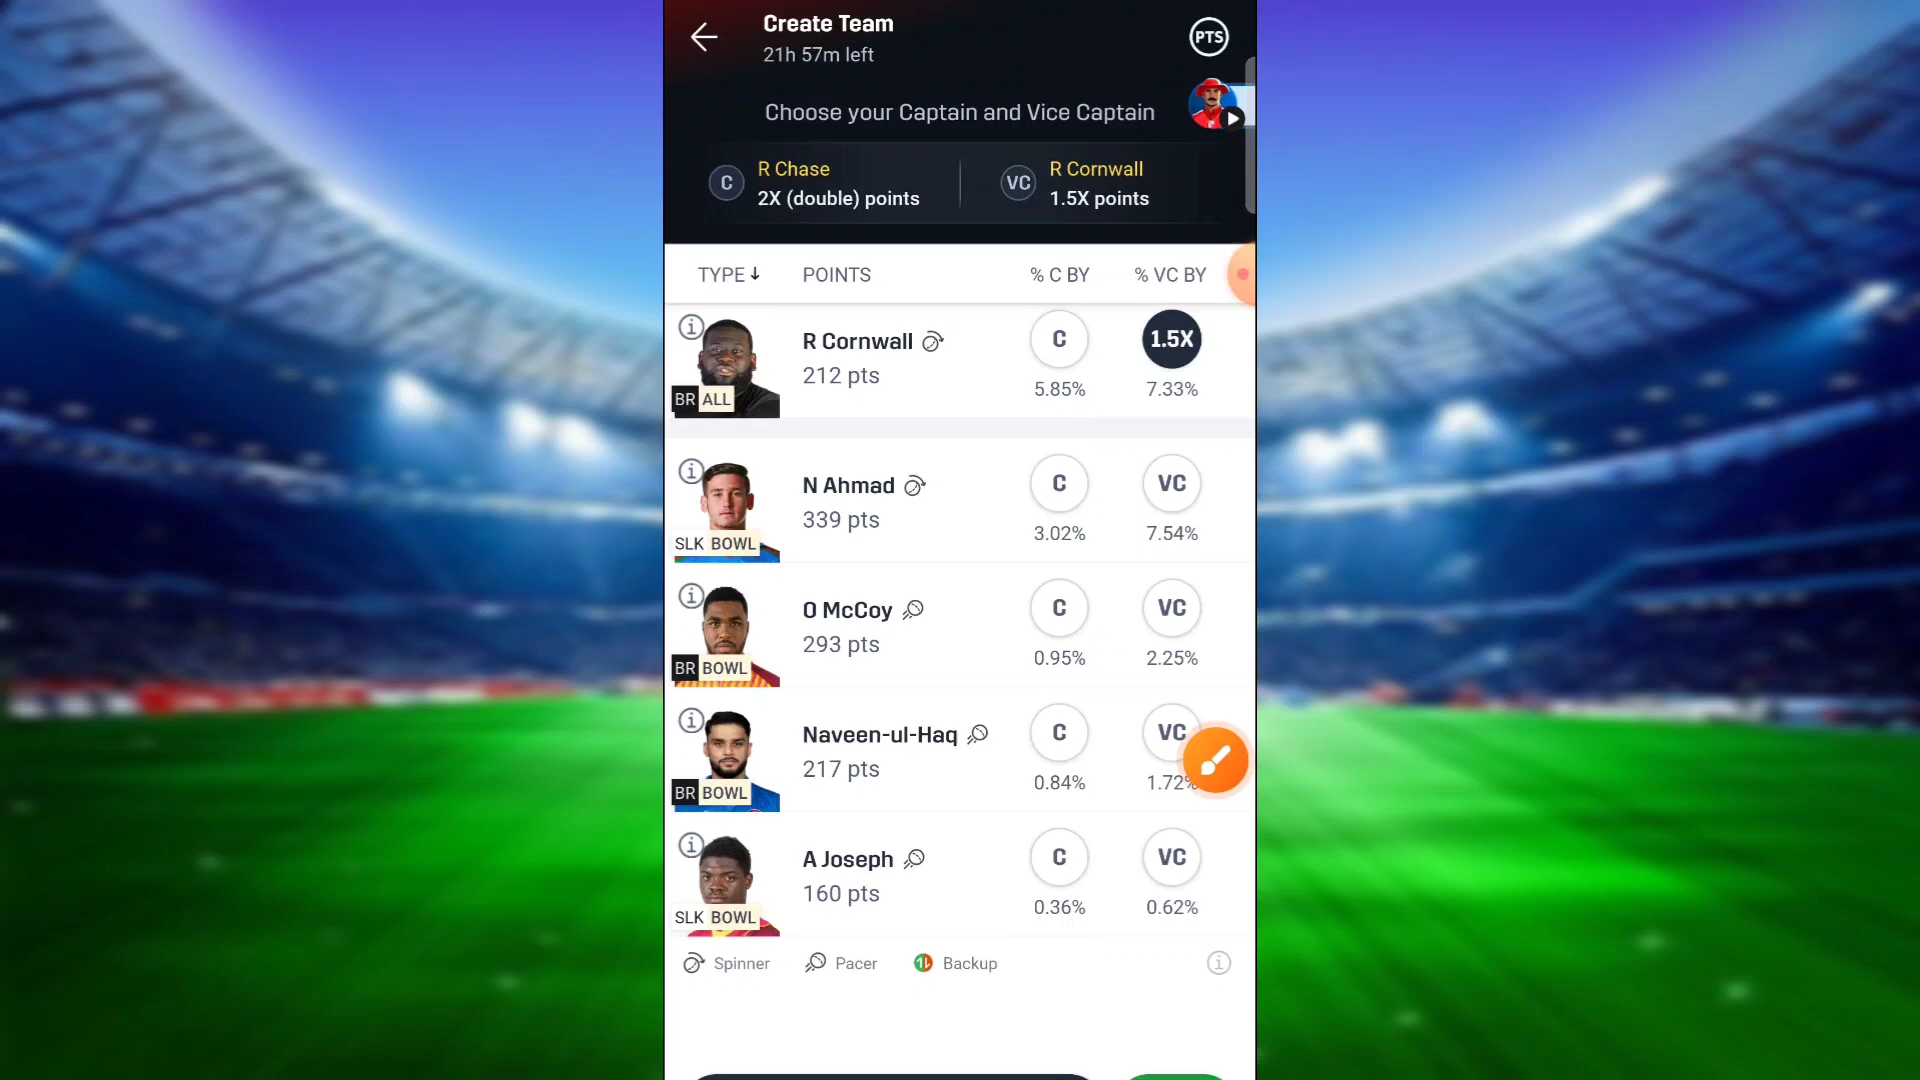 Create Team
21h 57m left
PTS
Choose your Captain and Vice Captain
C R Chase
2X (double) points
VC R Cornwall
1.5X points
TYPE POINTS % C BY % VC BY
R Cornwall C 1.5X
212 pts 5.85% 7.33%
BR ALL
N Ahmad C VC
339 pts 3.02% 7.54%
SLK BOWL
O McCoy C VC
293 pts 0.95% 2.25%
BR BOWL
Naveen-ul-Haq C VC
217 pts 0.84% 1.72%
BR BOWL
A Joseph C VC
160 pts 0.36% 0.62%
SLK BOWL
Spinner Pacer Backup